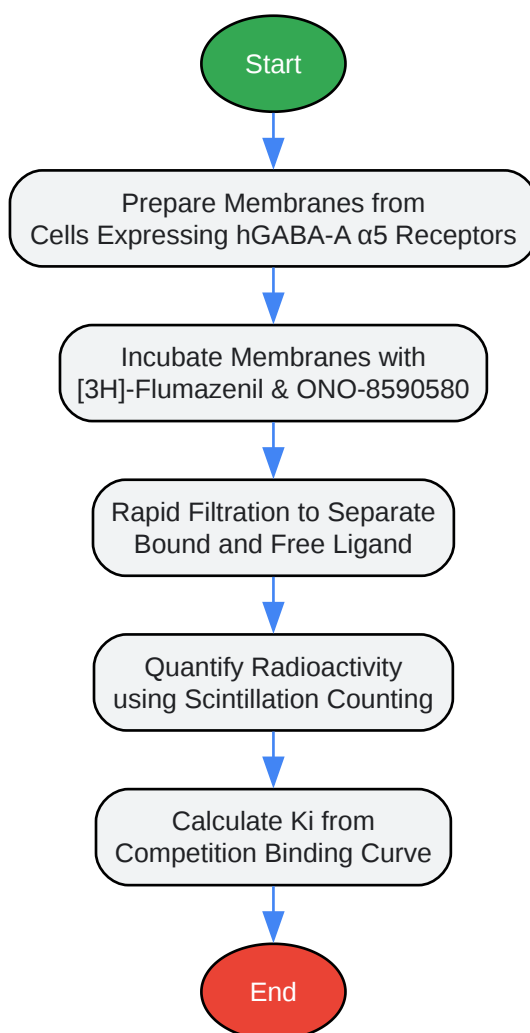 Start
Prepare Membranes from
Cells Expressing hGABA-A α5 Receptors
Incubate Membranes with
[3H]-Flumazenil & ONO-8590580
Rapid Filtration to Separate
Bound and Free Ligand
Quantify Radioactivity
using Scintillation Counting
Calculate Ki from
Competition Binding Curve
End